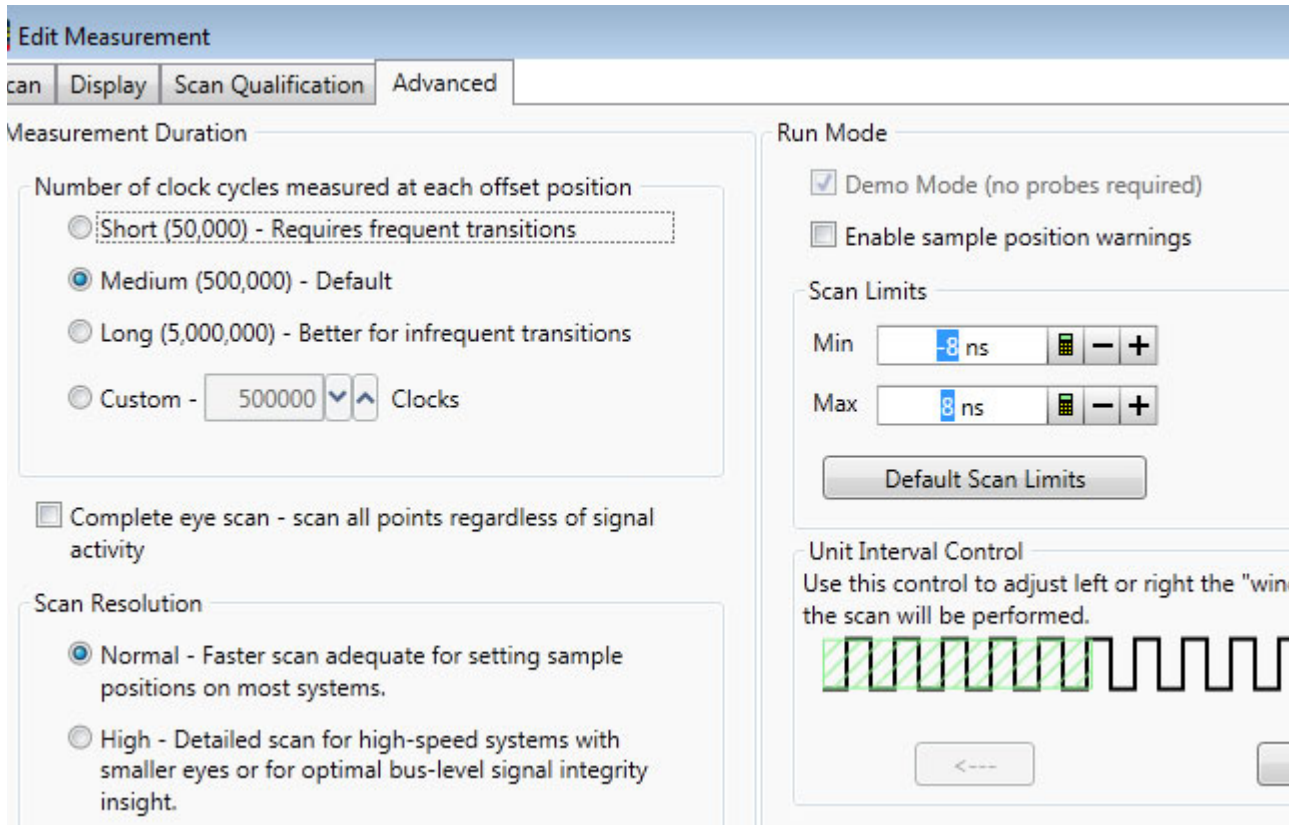 Edit Measurement
can Display Scan Qualification Advanced
Measurement Duration
Number of clock cycles measured at each offset position
Short (50,000) - Requires frequent transitions
Medium (500,000) - Default
Long (5,000,000) - Better for infrequent transitions
Custom - 500000 Clocks
Complete eye scan - scan all points regardless of signal
activity
Scan Resolution
Normal - Faster scan adequate for setting sample
positions on most systems.
High - Detailed scan for high-speed systems with
smaller eyes or for optimal bus-level signal integrity
insight.
Run Mode
Demo Mode (no probes required)
Enable sample position warnings
Scan Limits
Min -8 ns
Max 8 ns
Default Scan Limits
Unit Interval Control
Use this control to adjust left or right the "win
the scan will be performed.
<---